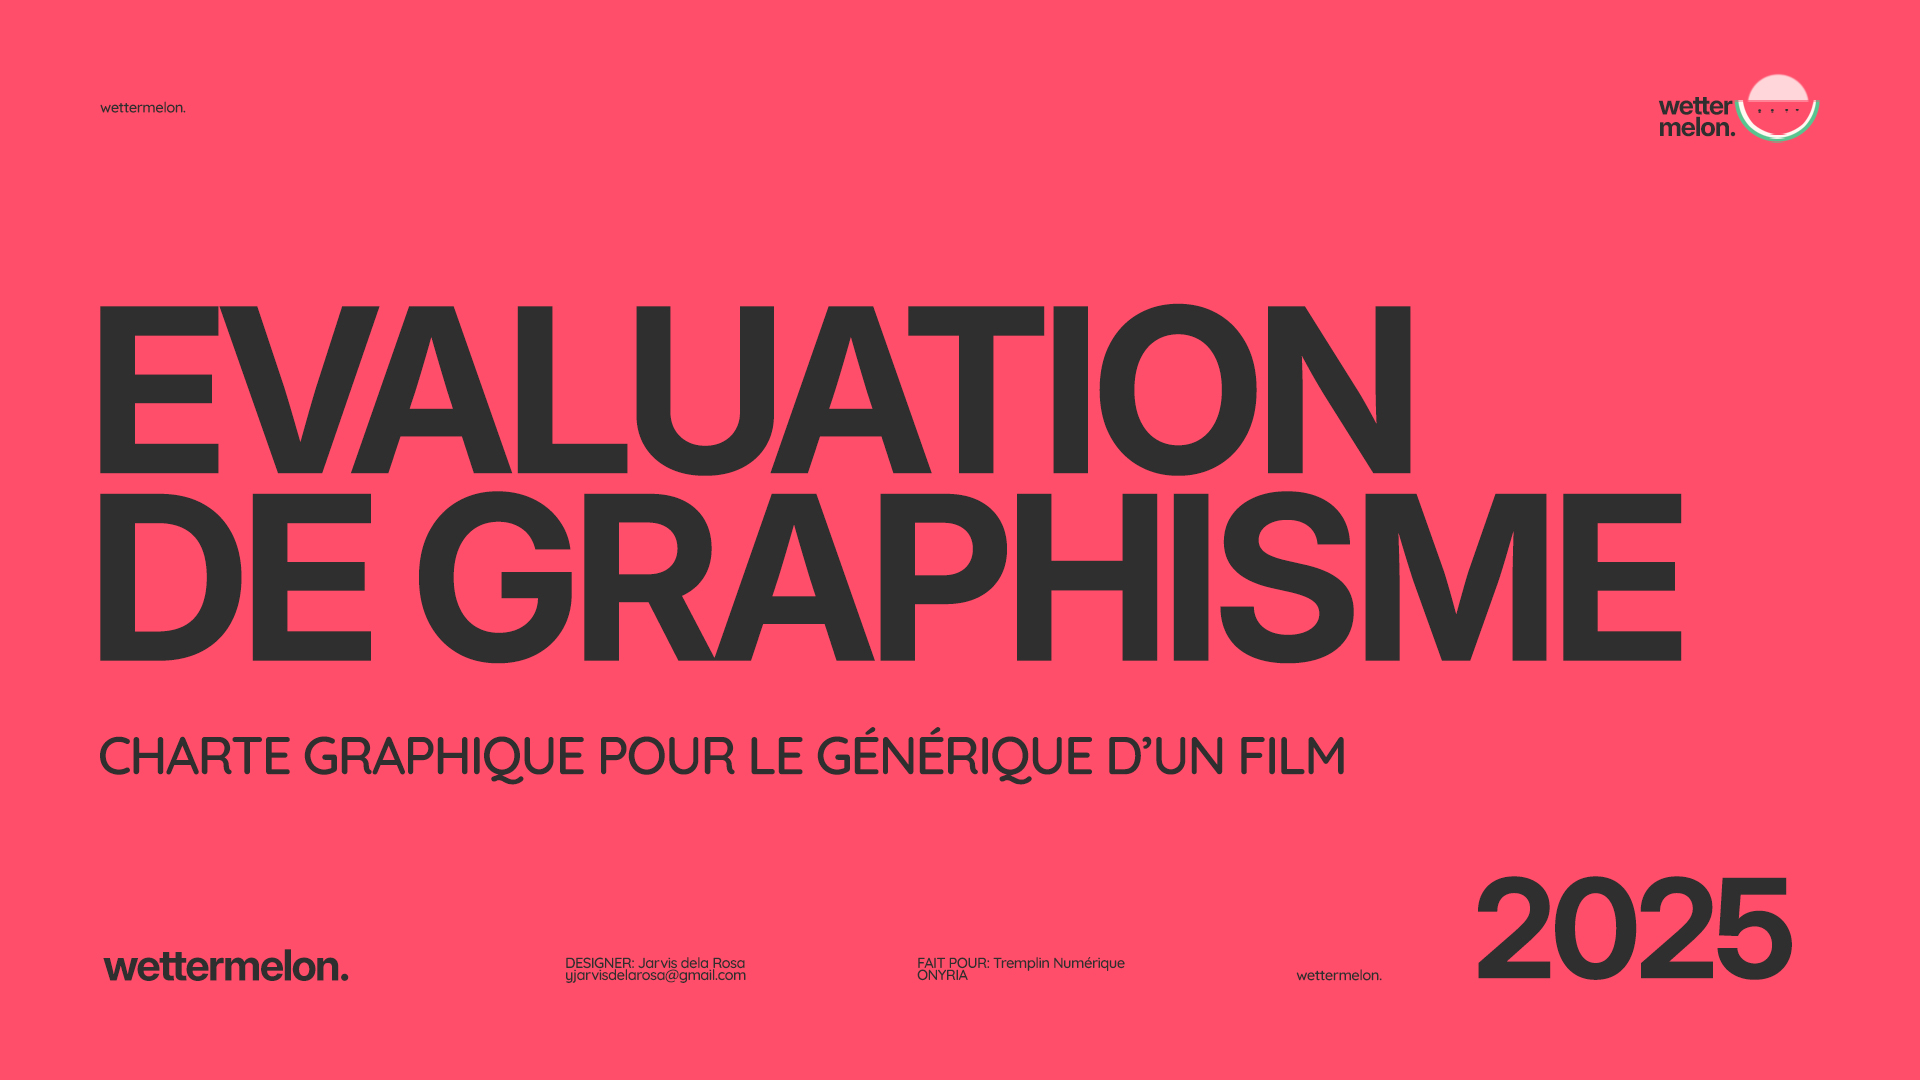 wettermelon.
wetter
melon.
EVALUATION
DE GRAPHISME
CHARTE GRAPHIQUE POUR LE GÉNÉRIQUE D’UN FILM
wettermelon.
DESIGNER: Jarvis dela Rosa
yjarvisdelarosa@gmail.com
FAIT POUR: Tremplin Numérique
ONYRIA
wettermelon.
2025